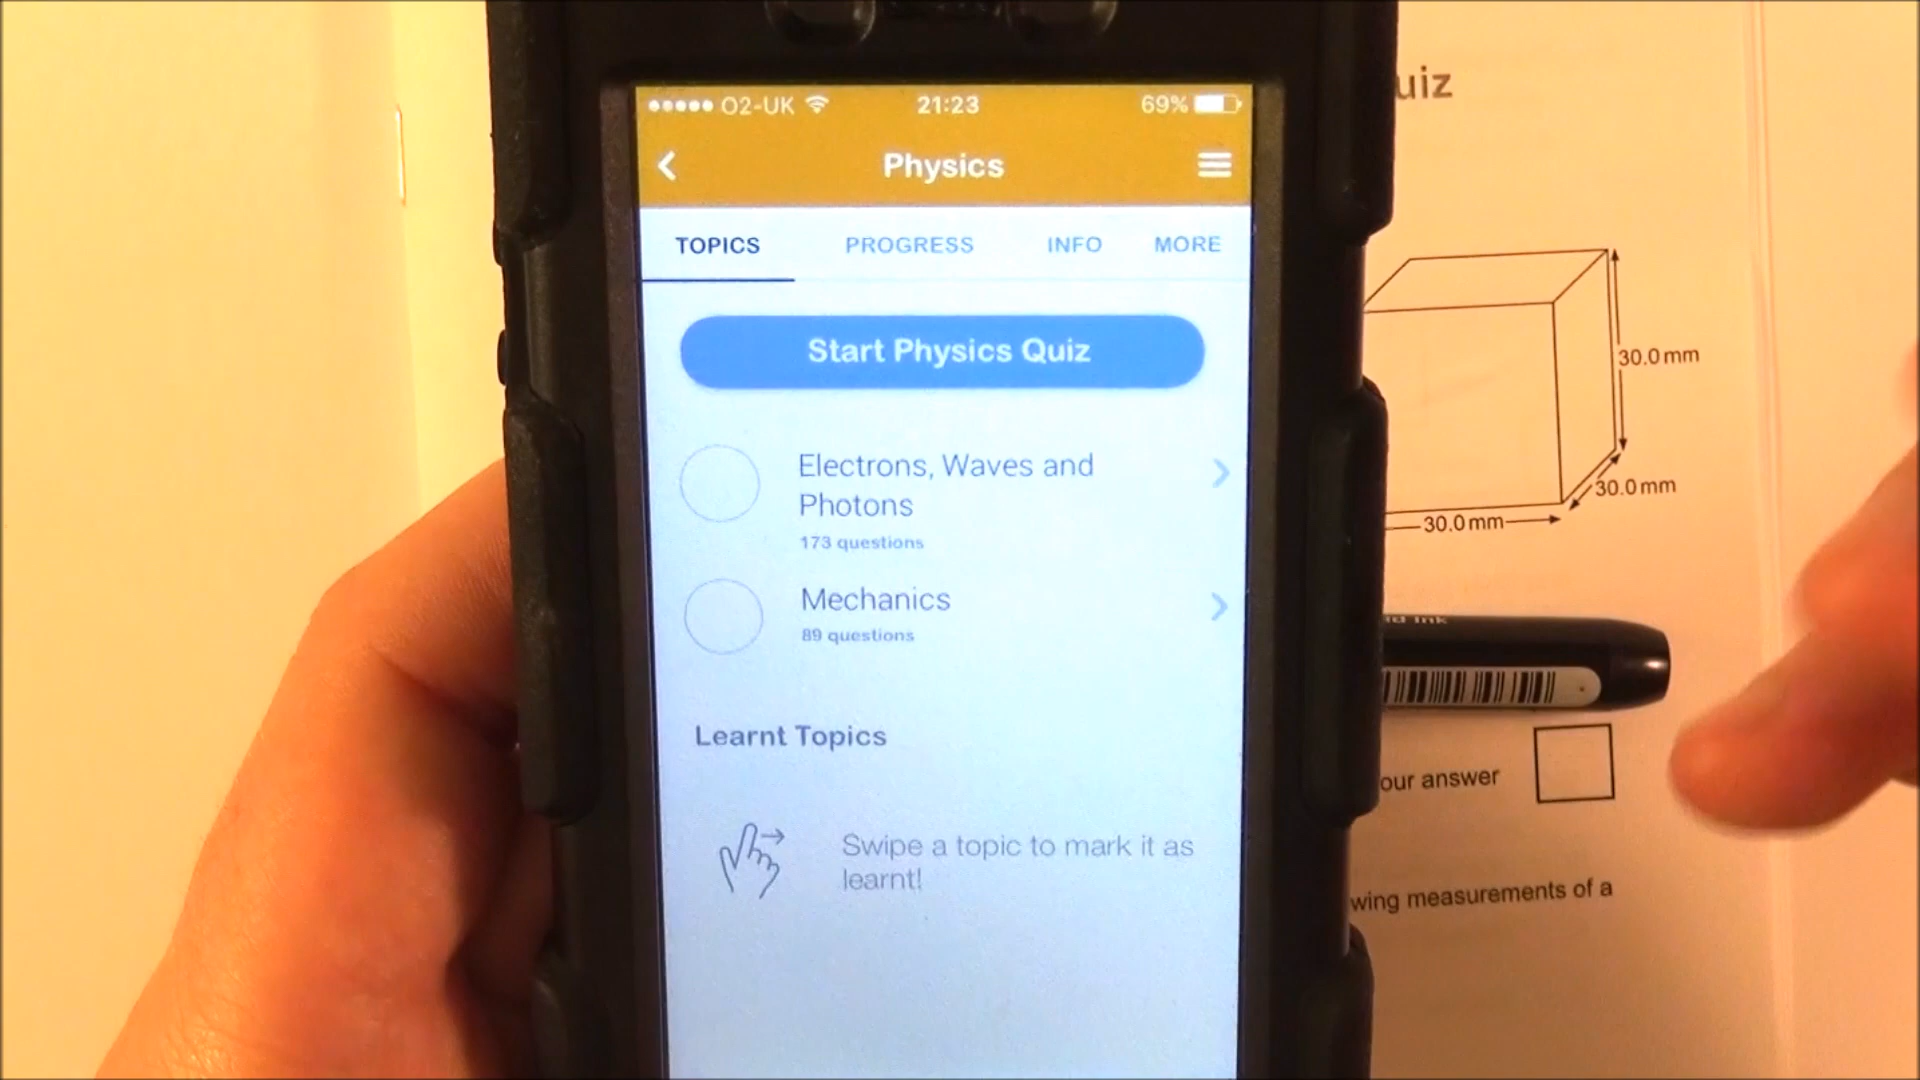 O2-UK
21:23
69%
Physics
TOPICS
PROGRESS
INFO
MORE
Start Physics Quiz
Electrons, Waves and
Photons
173 questions
Mechanics
89 questions
Learnt Topics
Swipe a topic to mark it as
learnt!
uiz
30.0 mm
30.0 mm
30.0 mm
ink
our answer
wing measurements of a